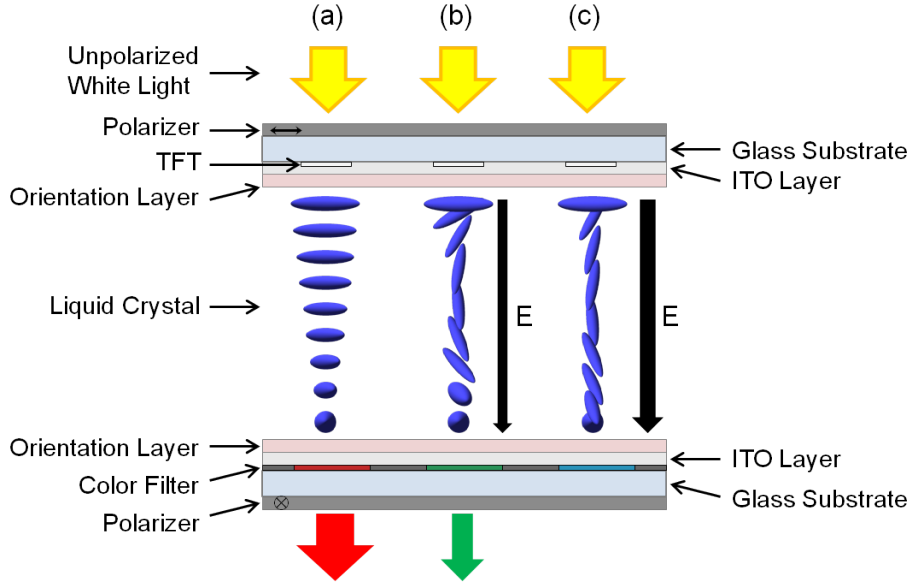 (a)
(b)
(c)
Unpolarized
White Light
Polarizer
TFT
Orientation Layer
Glass Substrate
ITO Layer
Liquid Crystal
E
E
Orientation Layer
Color Filter
Polarizer
ITO Layer
Glass Substrate